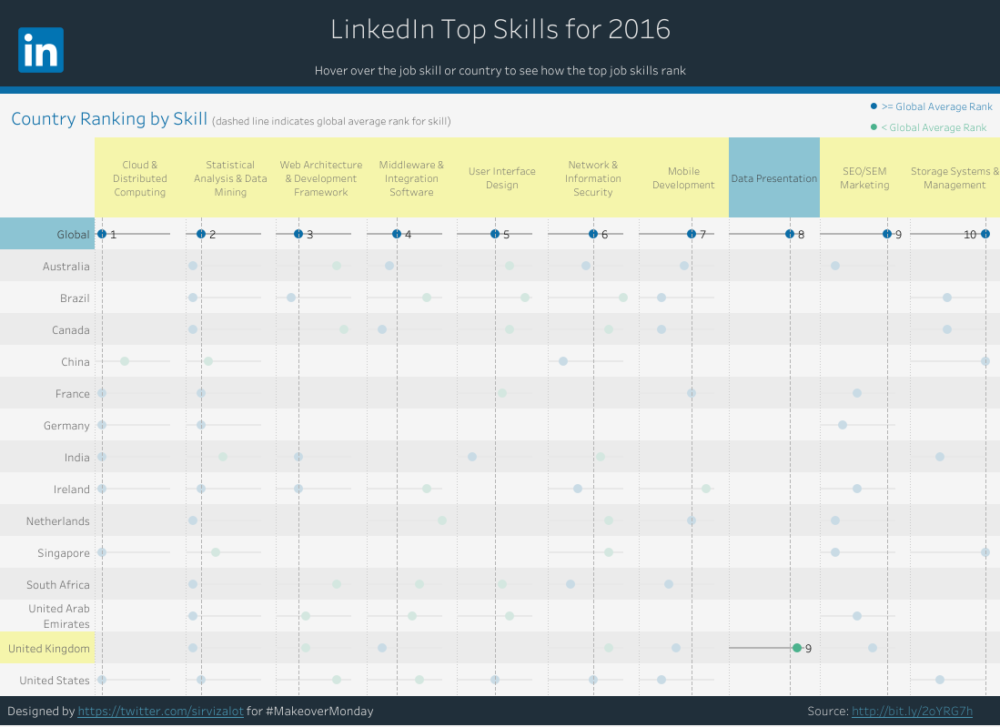 in
LinkedIn Top Skills for 2016
Hover over the job skill or country to see how the top job skills rank
Country Ranking by Skill (dashed line indicates global average rank for skill)
>= Global Average Rank
< Global Average Rank
Cloud &
Distributed
Computing
Statistical
Analysis & Data
Mining
Web Architecture
& Development
Framework
Middleware &
Integration
Software
User Interface
Design
Network &
Information
Security
Mobile
Development
Data Presentation
SEO/SEM
Marketing
Storage Systems &
Management
Global 1 2 3 4 5 6 7 8 9 10
Australia
Brazil
Canada
China
France
Germany
India
Ireland
Netherlands
Singapore
South Africa
United Arab
Emirates
United Kingdom 9
United States
Designed by https://twitter.com/sirvizalot for #MakeoverMonday
Source: http://bit.ly/2oYRG7h